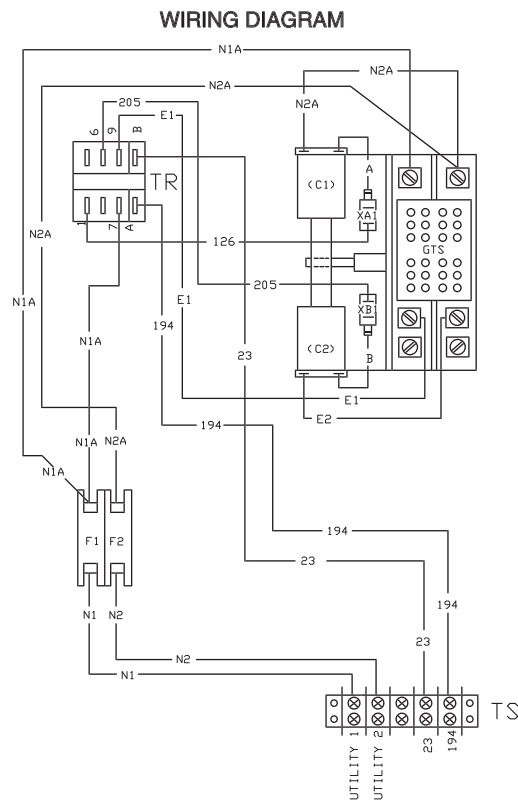 WIRING DIAGRAM
N1A
N2A
N2A
N2A
205
E1
6
9
B
A
(C1)
TR
XA1
1
7
A
N2A
126
GTS
205
N1A
E1
XB1
194
N1A
23
(C2)
B
E1
E2
194
N1A
N2A
N1A
194
F1
F2
23
194
N1
N2
23
N2
N1
TS
UTILITY 1
UTILITY 2
23
194